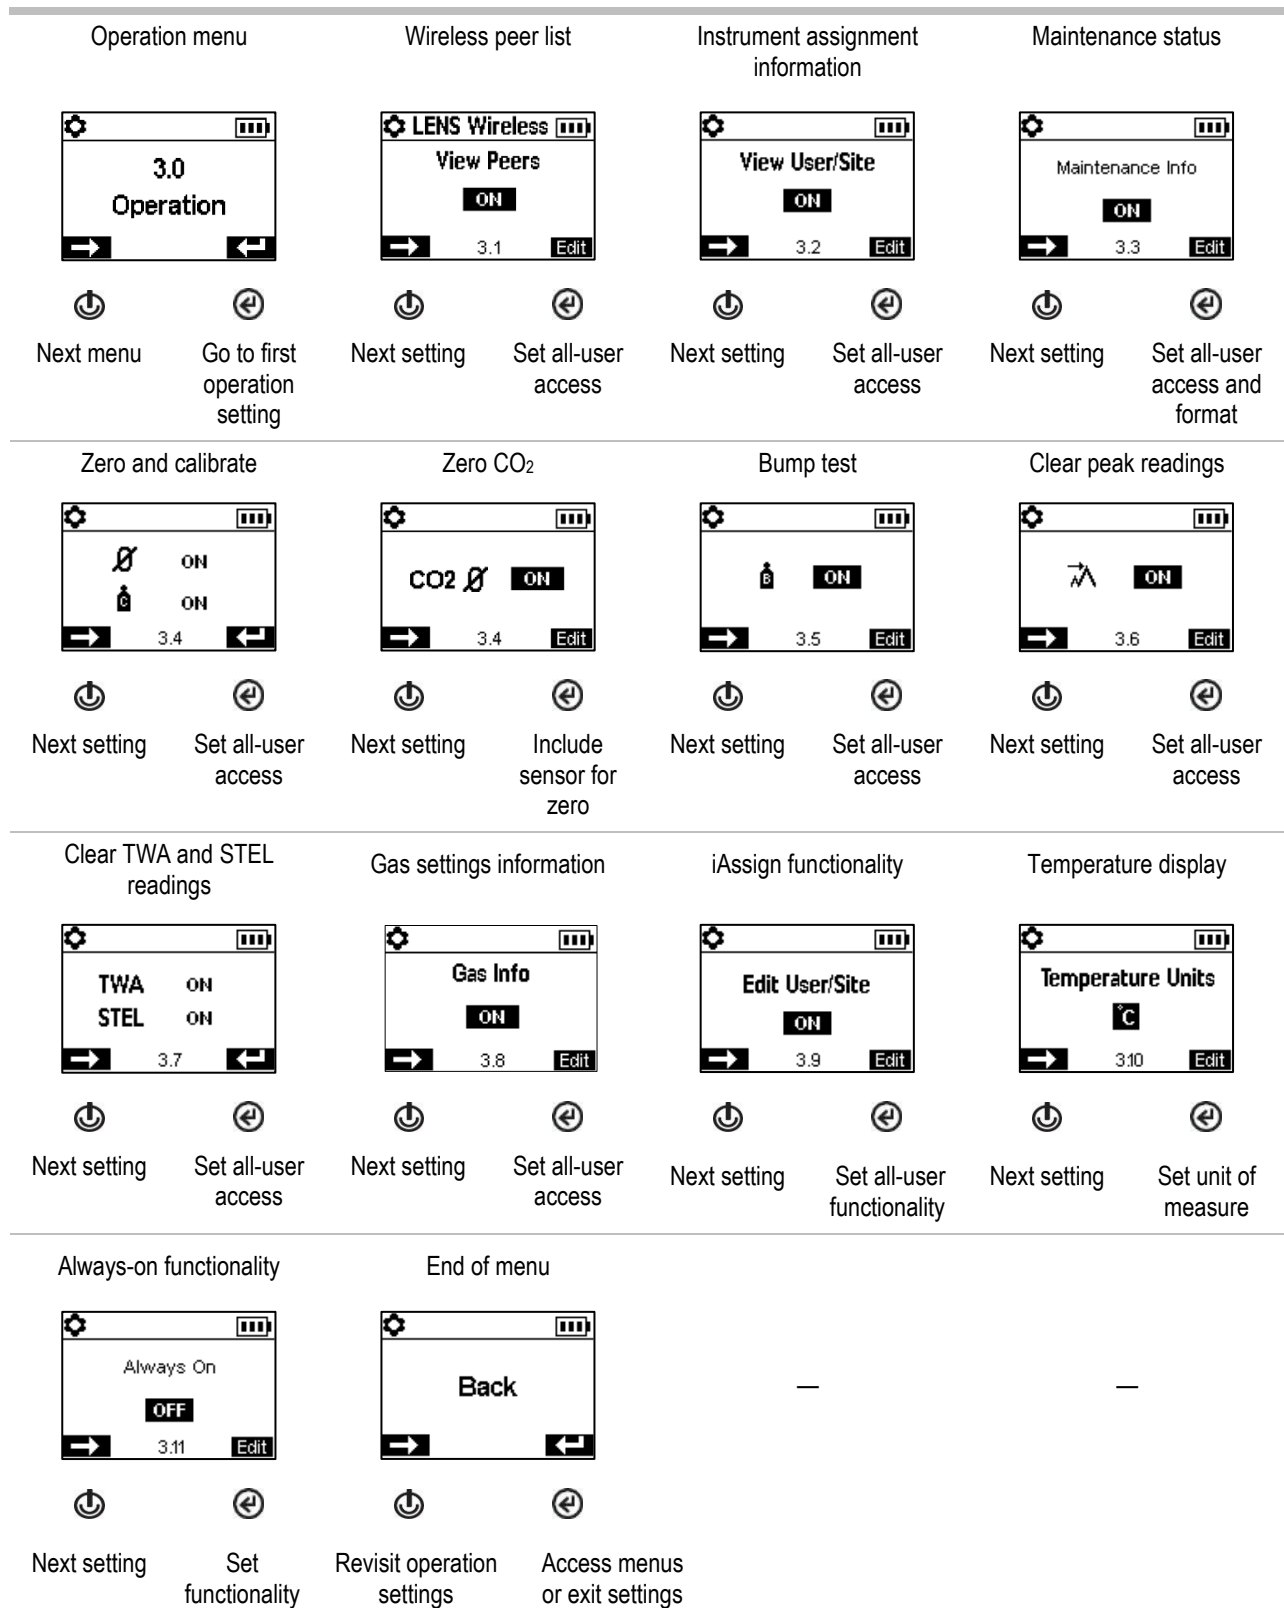 Operation menu
Wireless peer list
Instrument assignment
information
Maintenance status
3.0
Operation
LENS Wireless
View Peers
ON
3.1 Edit
View User/Site
ON
3.2 Edit
Maintenance Info
ON
3.3 Edit
Next menu
Go to first
operation
setting
Next setting
Set all-user
access
Next setting
Set all-user
access
Next setting
Set all-user
access and
format
Zero and calibrate
Zero CO2
Bump test
Clear peak readings
ON
C ON
3.4
CO2 ON
3.4 Edit
B ON
3.5 Edit
ON
3.6 Edit
Next setting
Set all-user
access
Next setting
Include
sensor for
zero
Next setting
Set all-user
access
Next setting
Set all-user
access
Clear TWA and STEL
readings
Gas settings information
iAssign functionality
Temperature display
TWA ON
STEL ON
3.7
Gas Info
ON
3.8 Edit
Edit User/Site
ON
3.9 Edit
Temperature Units
°C
3.10 Edit
Next setting
Set all-user
access
Next setting
Set all-user
access
Next setting
Set all-user
functionality
Next setting
Set unit of
measure
Always-on functionality
End of menu
Always On
OFF
3.11 Edit
Back
—
—
Next setting
Set
functionality
Revisit operation
settings
Access menus
or exit settings